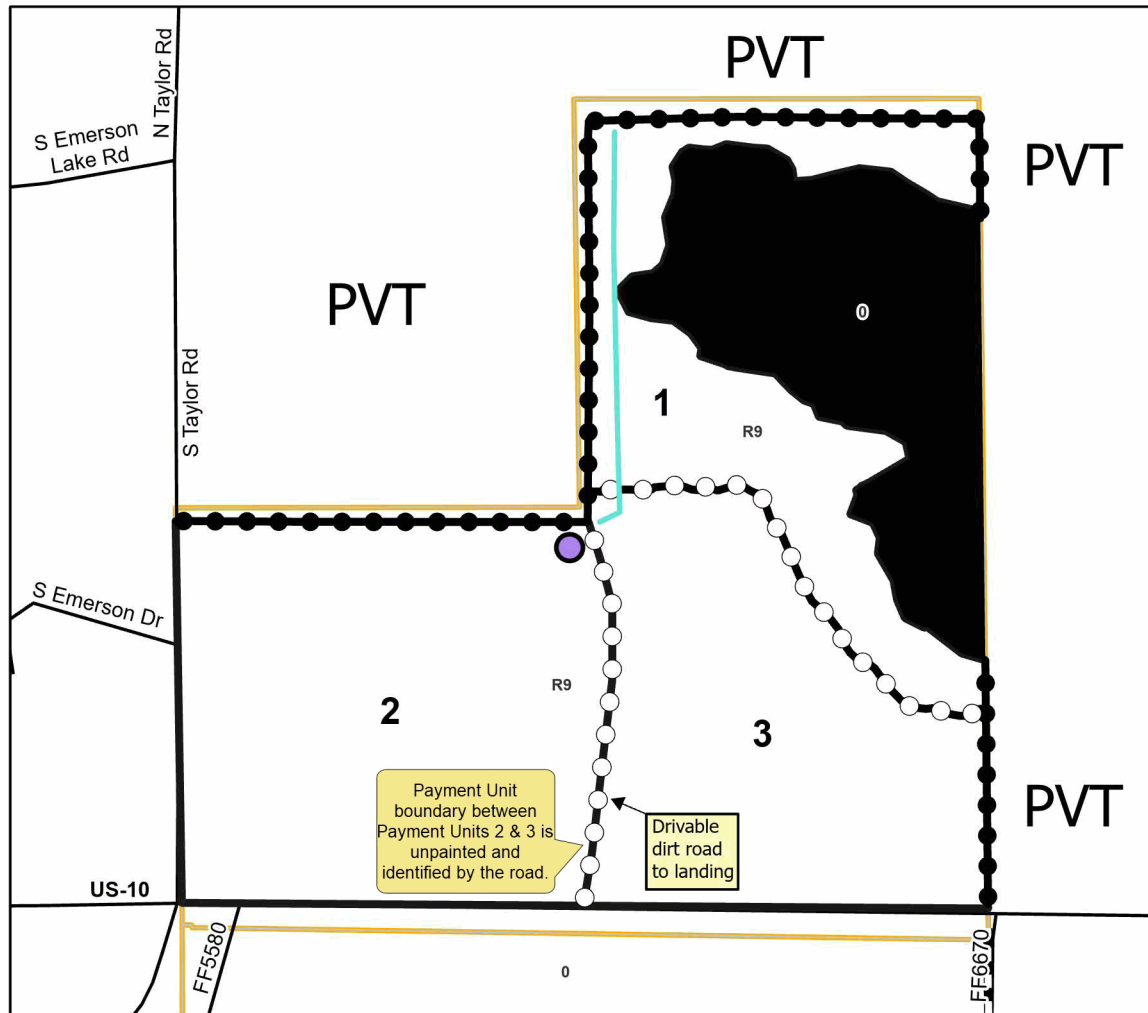 PVT
N Taylor Rd
S Emerson
Lake Rd
PVT
PVT
0
S Taylor Rd
1
R9
S Emerson Dr
R9
2
3
Payment Unit
boundary between
Payment Units 2 & 3 is
unpainted and
identified by the road.
Drivable
dirt road
to landing
PVT
US-10
FF5580
0
FF6670